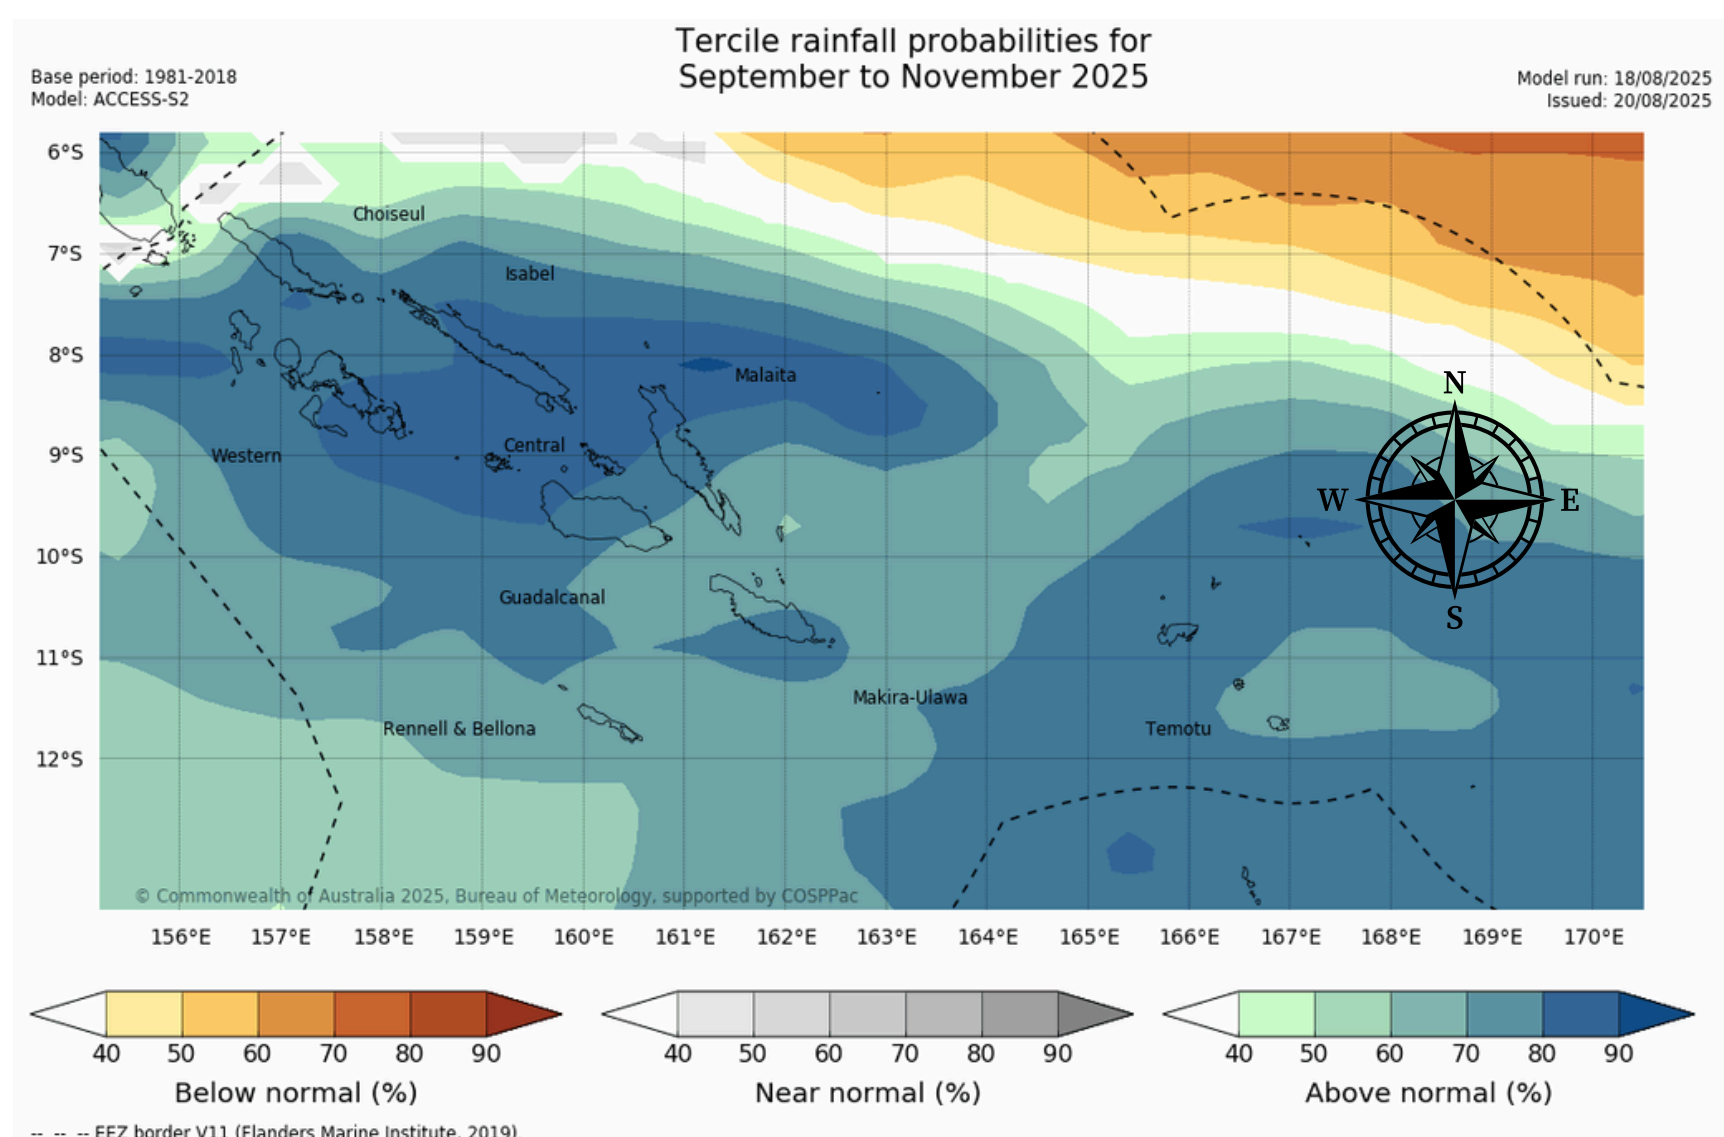 Tercile rainfall probabilities for
September to November 2025
Base period: 1981-2018
Model: ACCESS-S2
Model run: 18/08/2025
Issued: 20/08/2025
6°S
7°S
8°S
9°S
10°S
11°S
12°S
Choiseul
Isabel
Malaita
Central
Western
Guadalcanal
Makira-Ulawa
Rennell & Bellona
Temotu
N
W
E
S
© Commonwealth of Australia 2025, Bureau of Meteorology, supported by COSPPac
156°E 157°E 158°E 159°E 160°E 161°E 162°E 163°E 164°E 165°E 166°E 167°E 168°E 169°E 170°E
40 50 60 70 80 90
Below normal (%)
40 50 60 70 80 90
Near normal (%)
40 50 60 70 80 90
Above normal (%)
-- -- -- EEZ border V11 (Flanders Marine Institute, 2019)